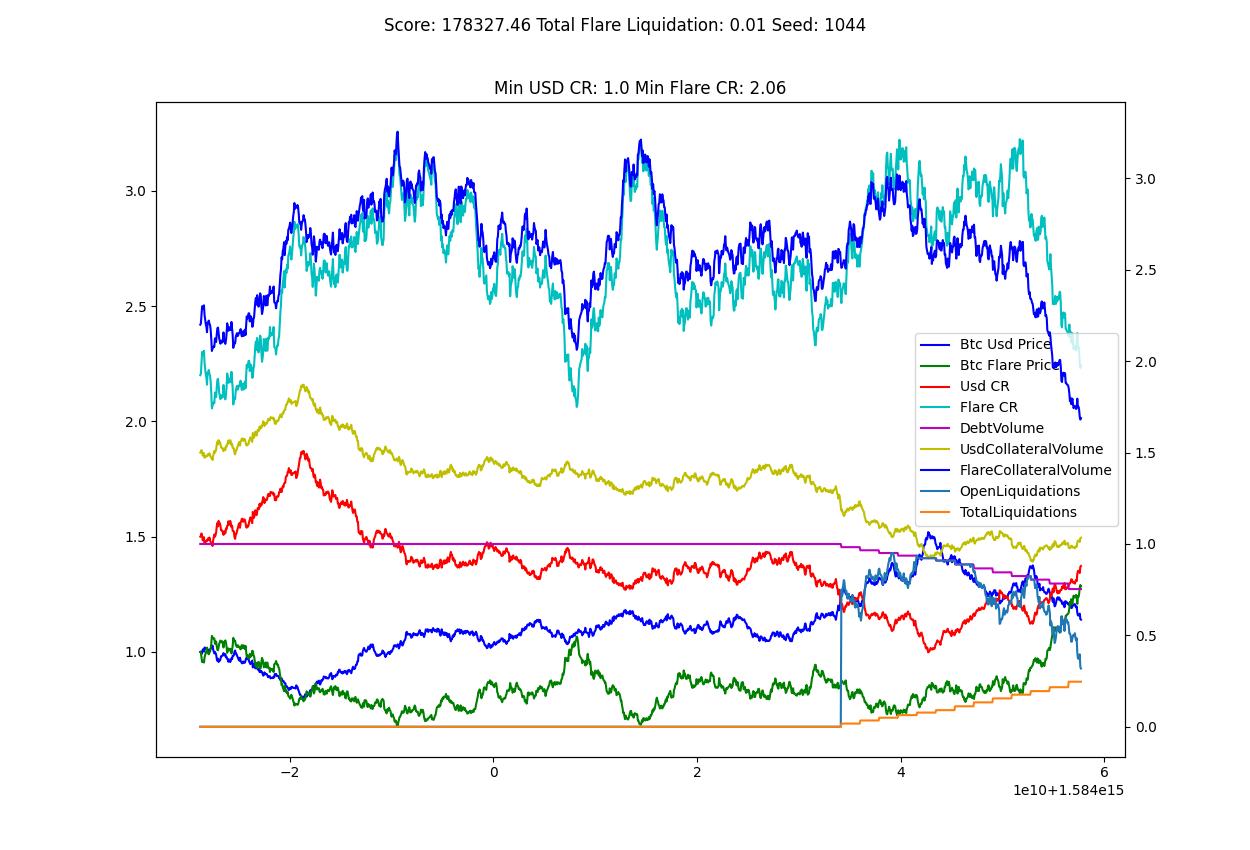 Score: 178327.46 Total Flare Liquidation: 0.01 Seed: 1044
Min USD CR: 1.0 Min Flare CR: 2.06
3.0
2.5
2.0
1.5
1.0
3.0
2.5
2.0
1.5
1.0
0.5
0.0
Btc Usd Price
Btc Flare Price
Usd CR
Flare CR
DebtVolume
UsdCollateralVolume
FlareCollateralVolume
OpenLiquidations
TotalLiquidations
−2
0
2
4
6
1e10+1.584e15